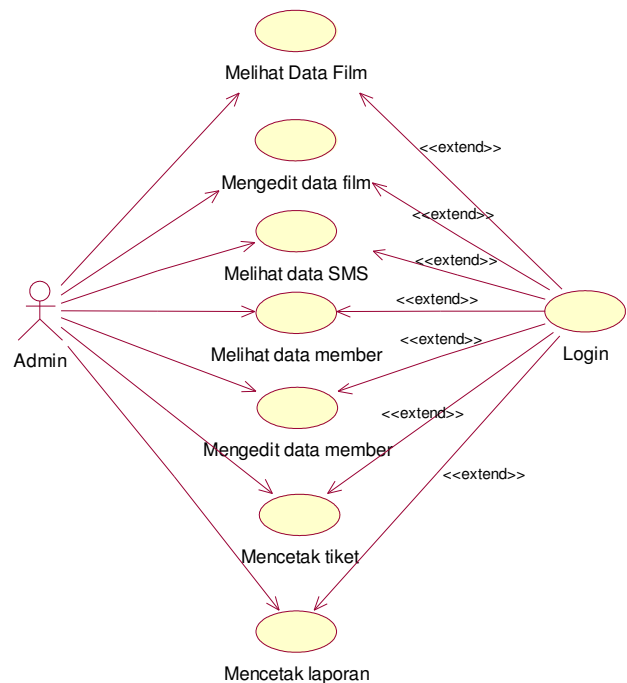 Melihat Data Film
<<extend>>
Mengedit data film
<<extend>>
Melihat data SMS
<<extend>>
<<extend>>
Admin
Melihat data member
<<extend>>
Login
Mengedit data member
<<extend>>
<<extend>>
Mencetak tiket
Mencetak laporan